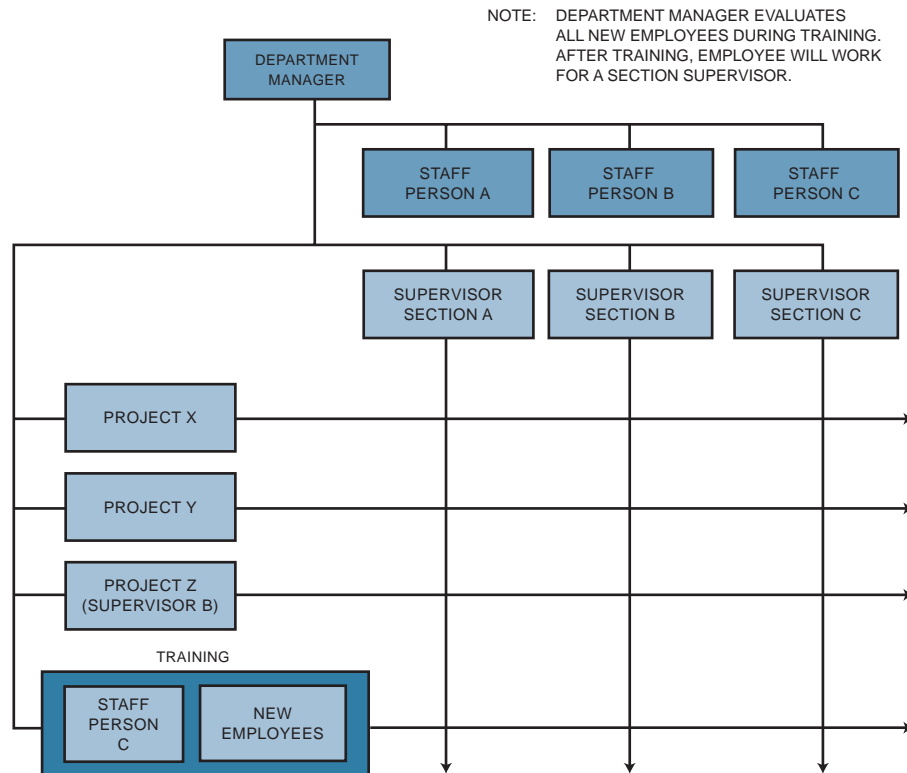 NOTE: DEPARTMENT MANAGER EVALUATES
ALL NEW EMPLOYEES DURING TRAINING.
AFTER TRAINING, EMPLOYEE WILL WORK
FOR A SECTION SUPERVISOR.
DEPARTMENT
MANAGER
STAFF
PERSON A
STAFF
PERSON B
STAFF
PERSON C
SUPERVISOR
SECTION A
SUPERVISOR
SECTION B
SUPERVISOR
SECTION C
PROJECT X
PROJECT Y
PROJECT Z
(SUPERVISOR B)
TRAINING
STAFF
PERSON
C
NEW
EMPLOYEES